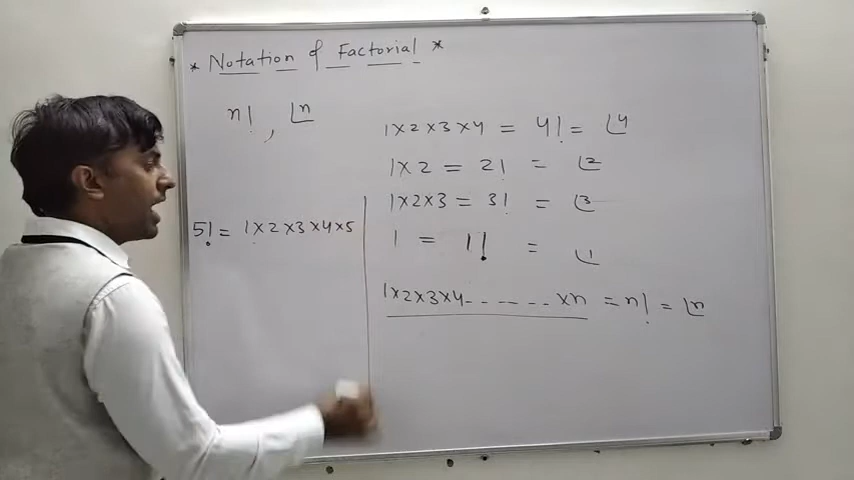 * Notation of Factorial *
n! , ⌊n
1×2×3×4 = 4! = ⌊4
1×2 = 2! = ⌊2
1×2×3 = 3! = ⌊3
1 = 1! = ⌊1
1×2×3×4------×n = n! = ⌊n
5! = 1×2×3×4×5